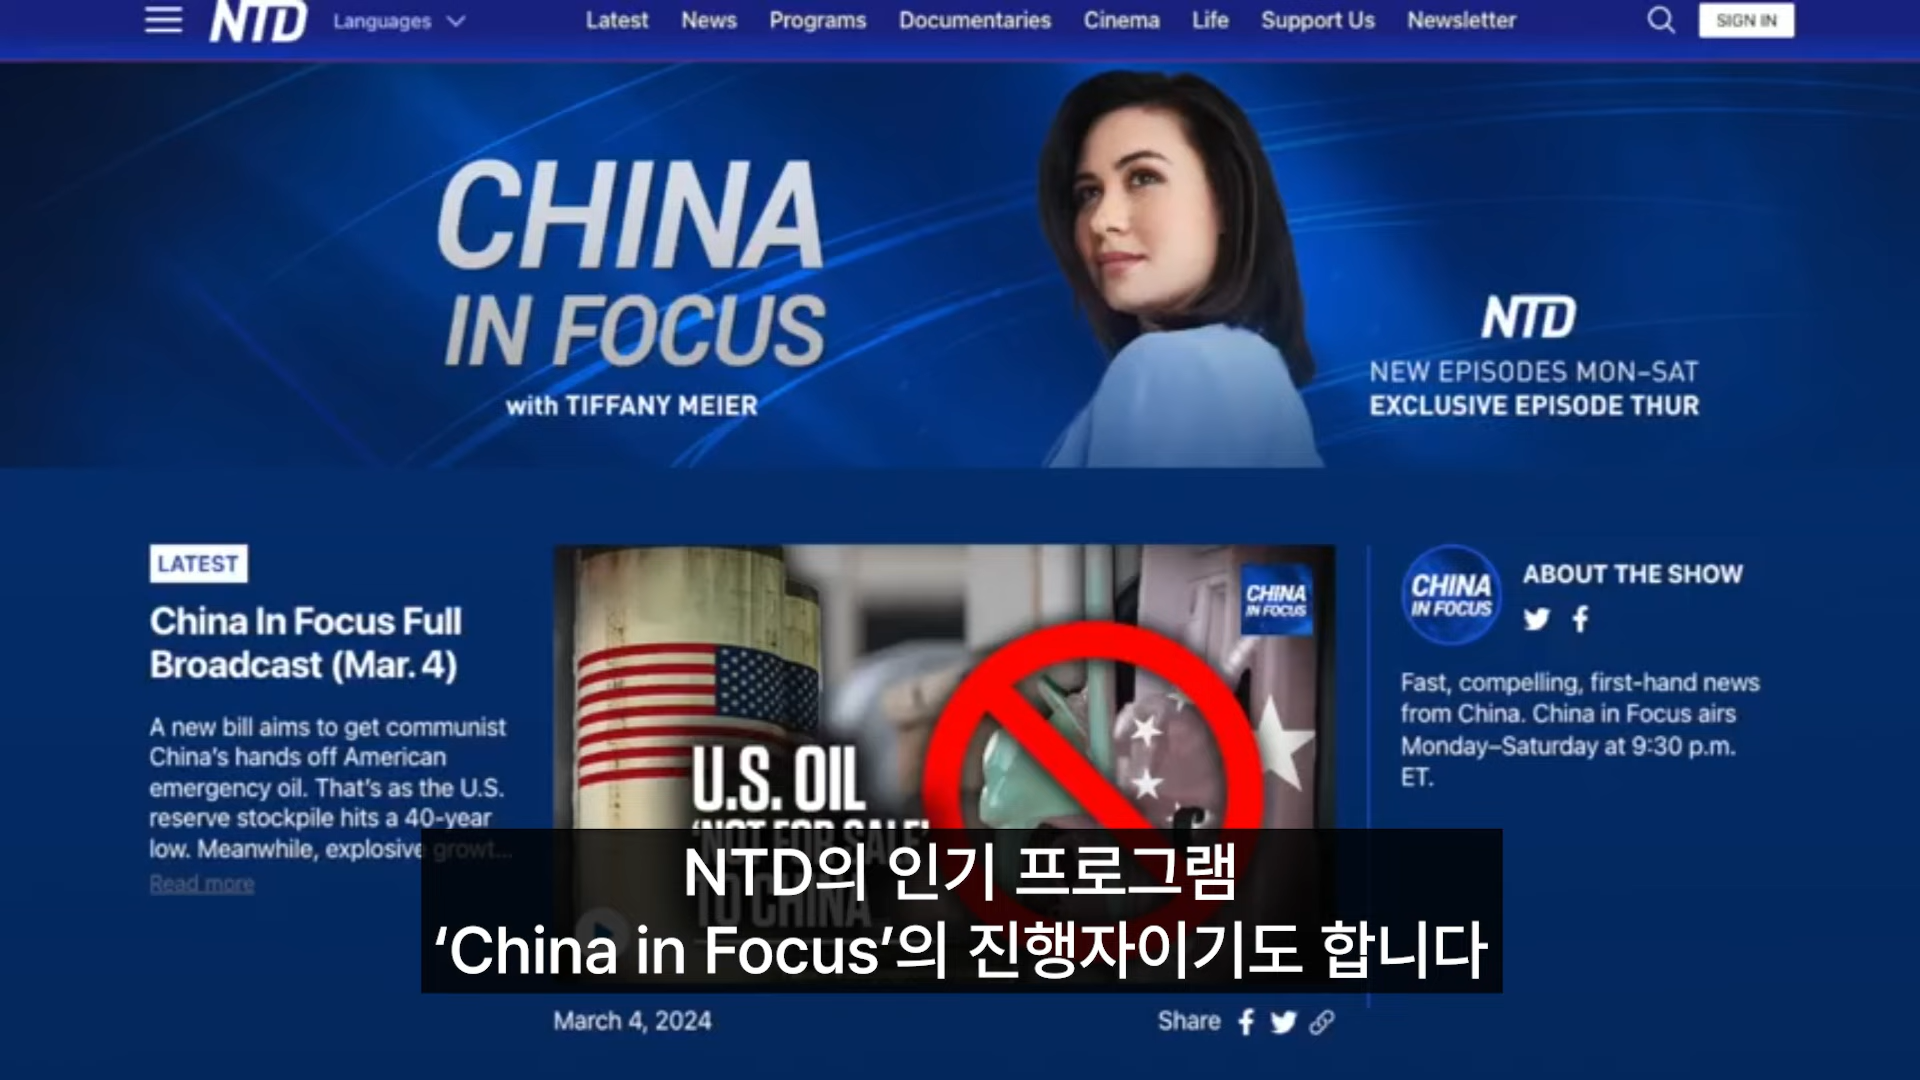 NTD
Languages
Latest
News
Programs
Documentaries
Cinema
Life
Support Us
Newsletter
SIGN IN
CHINA
IN FOCUS
with TIFFANY MEIER
NTD
NEW EPISODES MON-SAT
EXCLUSIVE EPISODE THUR
LATEST
China In Focus Full
Broadcast (Mar. 4)
A new bill aims to get communist
China's hands off American
emergency oil. That's as the U.S.
reserve stockpile hits a 40-year
low. Meanwhile, explosive growt...
Read more
CHINA
IN FOCUS
U.S. OIL
'NOT FOR SALE'
TO CHINA
March 4, 2024
Share
CHINA
IN FOCUS
ABOUT THE SHOW
Fast, compelling, first-hand news
from China. China in Focus airs
Monday–Saturday at 9:30 p.m.
ET.
NTD의 인기 프로그램
‘China in Focus’의 진행자이기도 합니다